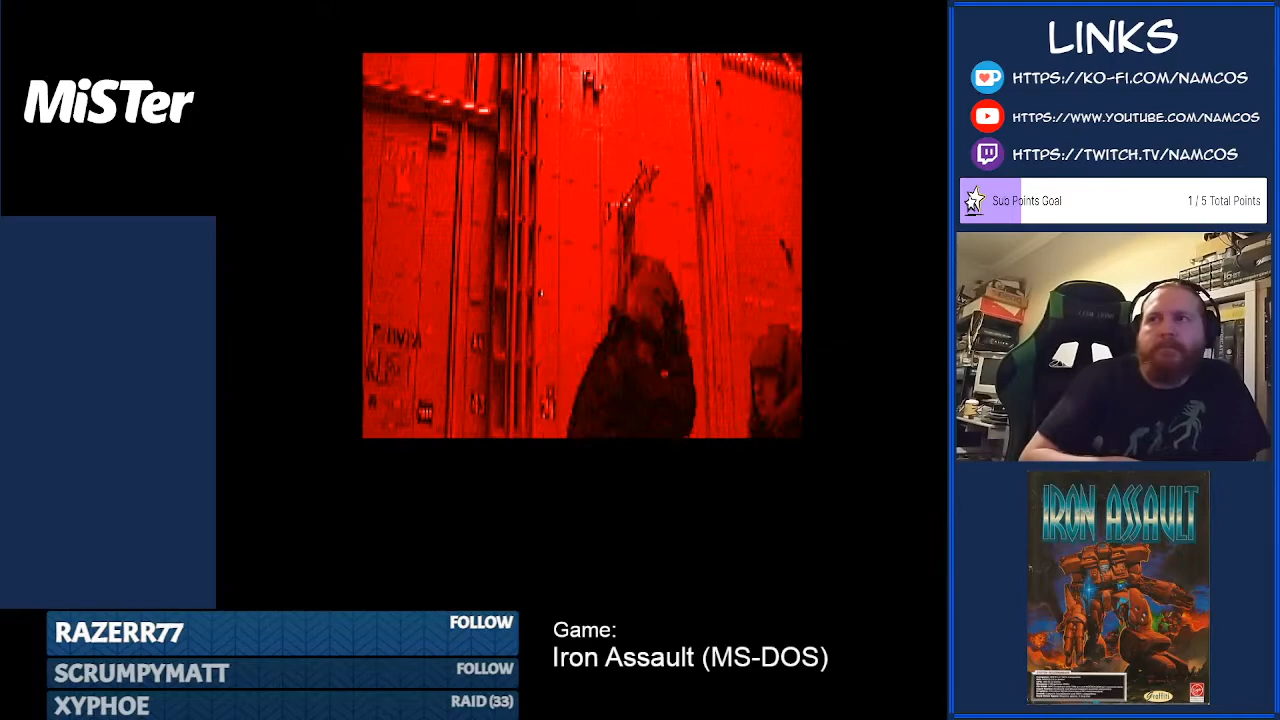 MiSTer
LINKS
HTTPS://KO-FI.COM/NAMCOS
HTTPS://WWW.YOUTUBE.COM/NAMCOS
HTTPS://TWITCH.TV/NAMCOS
Sub Points Goal
1 / 5 Total Points
IRON ASSAULT
Graffiti
RAZERR77
FOLLOW
SCRUMPYMATT
FOLLOW
XYPHOE
RAID (33)
Game:
Iron Assault (MS-DOS)